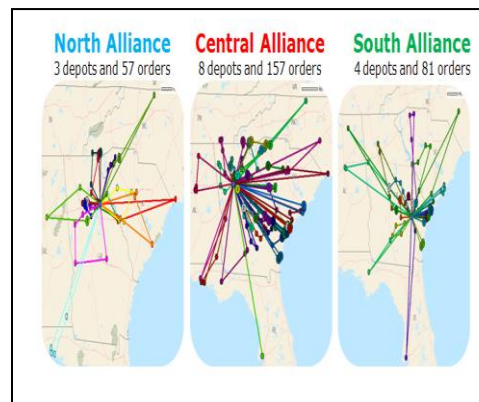 North Alliance
3 depots and 57 orders
Central Alliance
8 depots and 157 orders
South Alliance
4 depots and 81 orders